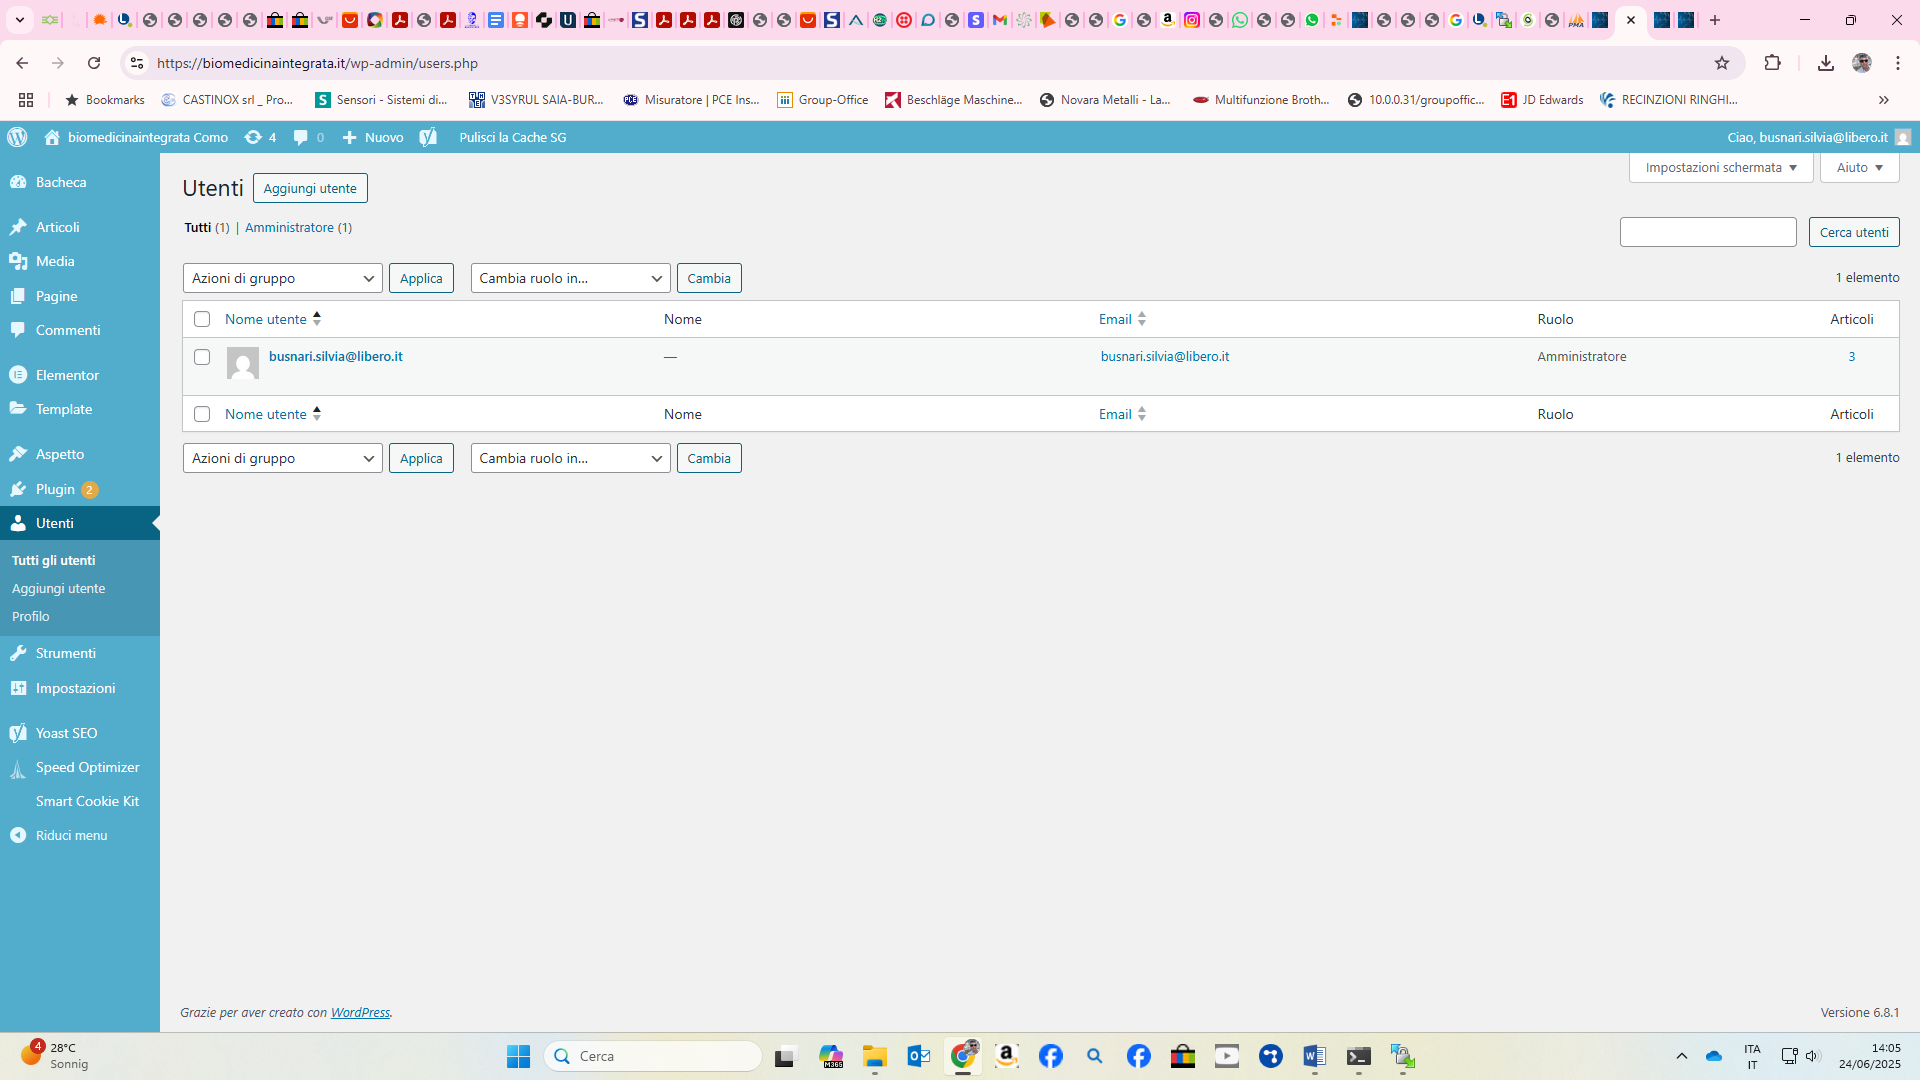 https://biomedicinaintegrata.it/wp-admin/users.php
Bookmarks
CASTINOX srl _ Pro...
Sensori - Sistemi di...
V3SYRUL SAIA-BUR...
Misuratore | PCE Ins...
Group-Office
Beschläge Maschine...
Novara Metalli - La...
Multifunzione Broth...
10.0.0.31/groupoffic...
JD Edwards
RECINZIONI RINGHI...
biomedicinaintegrata Como
4
0
Nuovo
Pulisci la Cache SG
Ciao, busnari.silvia@libero.it
Bacheca
Articoli
Media
Pagine
Commenti
Elementor
Template
Aspetto
Plugin 2
Utenti
Tutti gli utenti
Aggiungi utente
Profilo
Strumenti
Impostazioni
Yoast SEO
Speed Optimizer
Smart Cookie Kit
Riduci menu
Impostazioni schermata
Aiuto
Utenti
Aggiungi utente
Tutti (1) | Amministratore (1)
Cerca utenti
Azioni di gruppo
Applica
Cambia ruolo in...
Cambia
1 elemento
Nome utente
Nome
Email
Ruolo
Articoli
busnari.silvia@libero.it
—
busnari.silvia@libero.it
Amministratore
3
Nome utente
Nome
Email
Ruolo
Articoli
Azioni di gruppo
Applica
Cambia ruolo in...
Cambia
1 elemento
Grazie per aver creato con WordPress.
Versione 6.8.1
4
28°C
Sonnig
Cerca
ITA
IT
14:05
24/06/2025